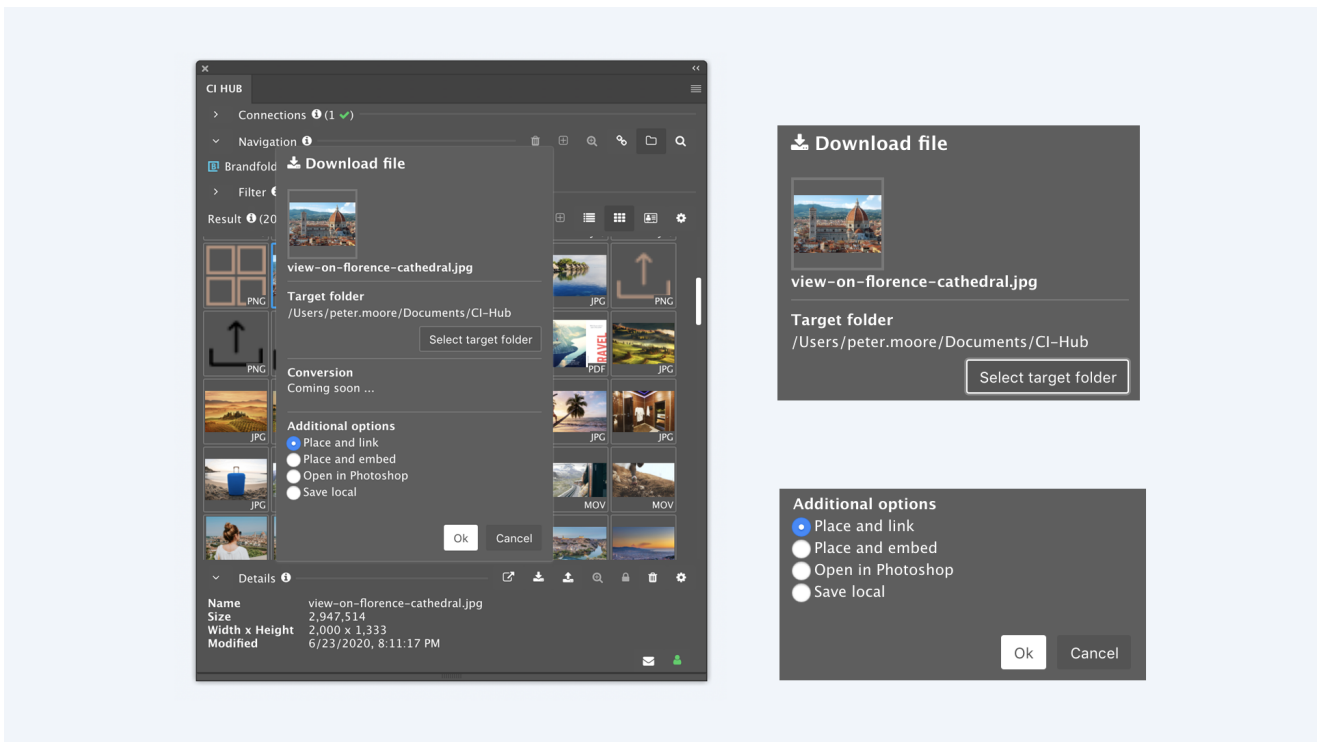 CI HUB
Connections (1 ✔)
Navigation
Brandfold
Filter
Result (20
PNG
PNG
JPG
PNG
PDF
JPG
RAVEL
JPG
JPG
JPG
JPG
MOV
MOV
Download file
view-on-florence-cathedral.jpg
Target folder
/Users/peter.moore/Documents/CI-Hub
Select target folder
Conversion
Coming soon ...
Additional options
Place and link
Place and embed
Open in Photoshop
Save local
Ok Cancel
Details
Name view-on-florence-cathedral.jpg
Size 2,947,514
Width x Height 2,000 x 1,333
Modified 6/23/2020, 8:11:17 PM
Download file
view-on-florence-cathedral.jpg
Target folder
/Users/peter.moore/Documents/CI-Hub
Select target folder
Additional options
Place and link
Place and embed
Open in Photoshop
Save local
Ok Cancel